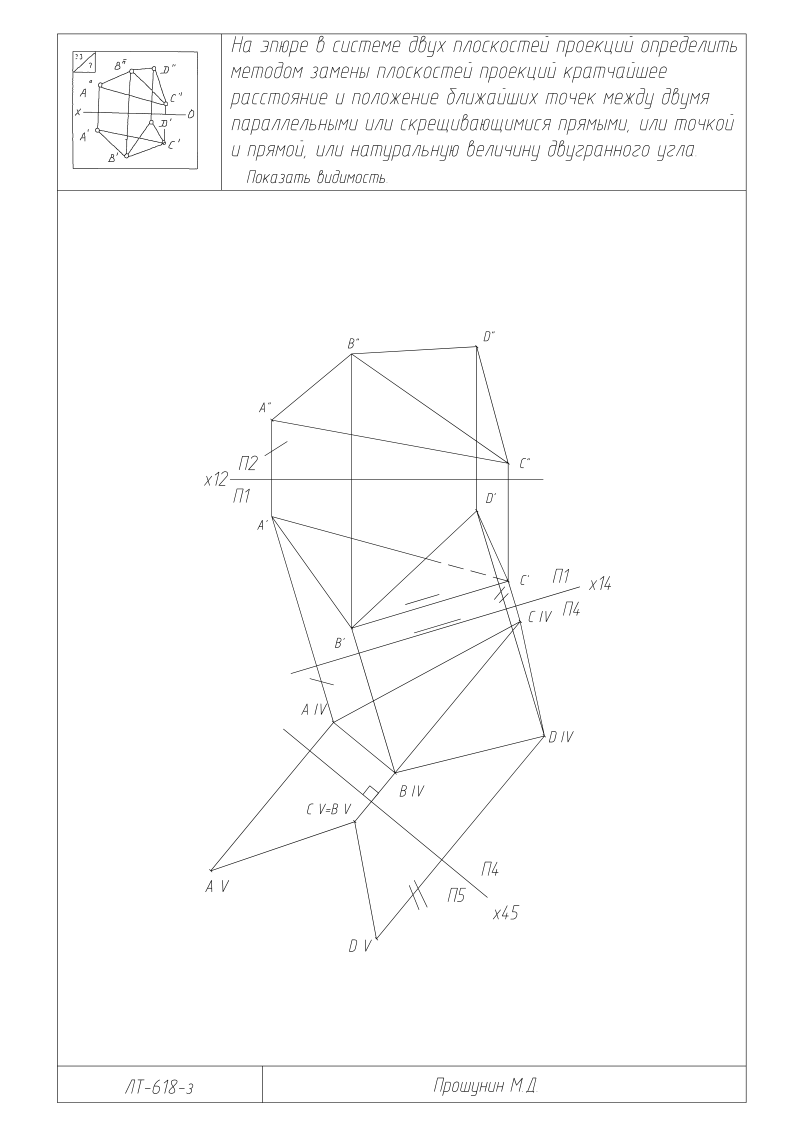 На эпюре в системе двух плоскостей проекций определить
методом замены плоскостей проекций кратчайшее
расстояние и положение ближайших точек между двумя
параллельными или скрещивающимися прямыми, или точкой
и прямой, или натуральную величину двугранного угла.
Показать видимость.
B" D"
A"
C"
X O
A' D'
B' C'
B" D"
A"
C"
П2
x12
П1
D'
A'
C' П1
x14
П4
C IV
B'
A IV
D IV
B IV
C V=B V
П4
A V П5
x45
D V
ЛТ-618-з Прошунин М.Д.